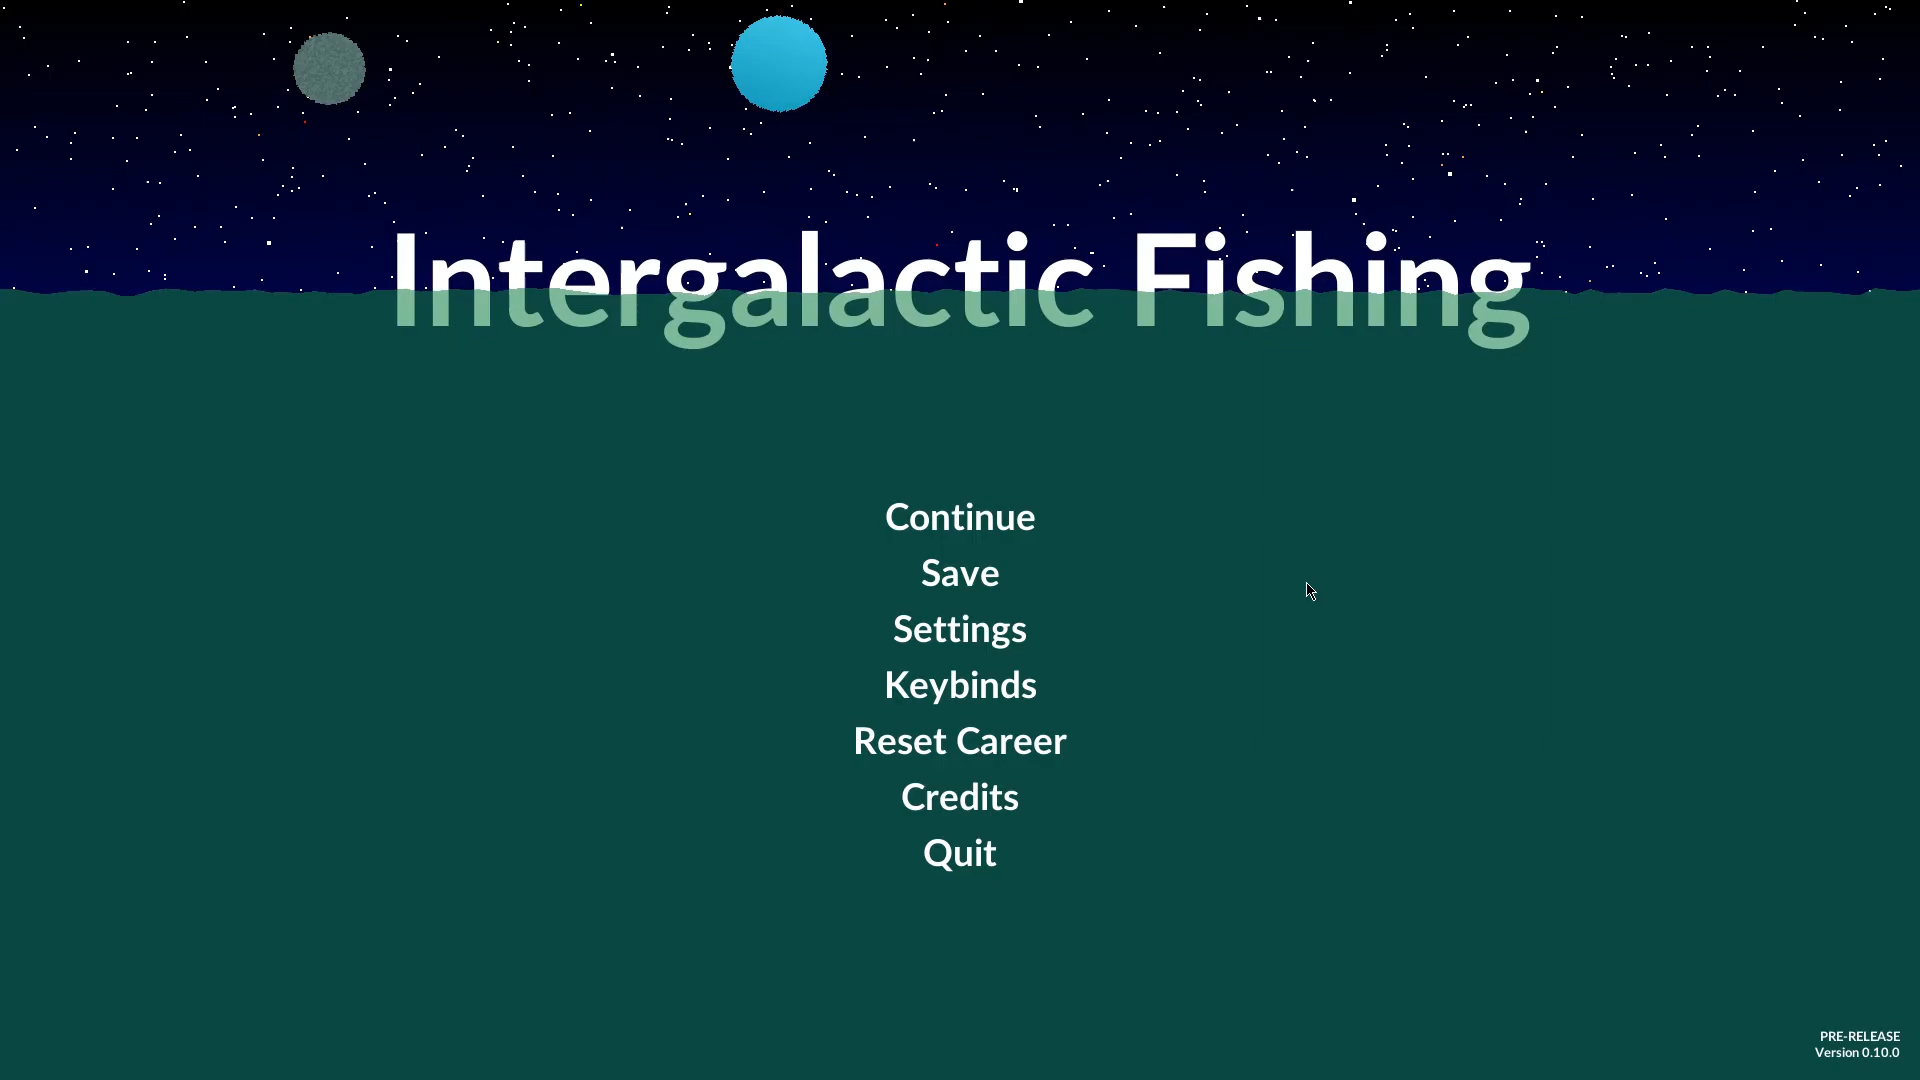 Intergalactic Fishing
Continue
Save
Settings
Keybinds
Reset Career
Credits
Quit
PRE-RELEASE
Version 0.10.0